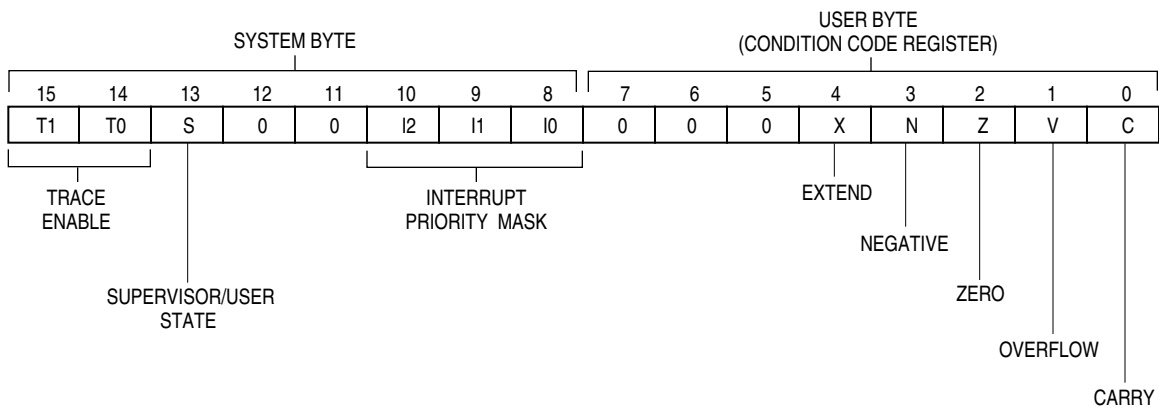 USER BYTE
SYSTEM BYTE (CONDITION CODE REGISTER)
15 14 13 12 11 10 9 8 7 6 5 4 3 2 1 0
T1 T0 S 0 0 I2 I1 I0 0 0 0 X N Z V C
TRACE
ENABLE
INTERRUPT
PRIORITY MASK
EXTEND
NEGATIVE
SUPERVISOR/USER
STATE
ZERO
OVERFLOW
CARRY